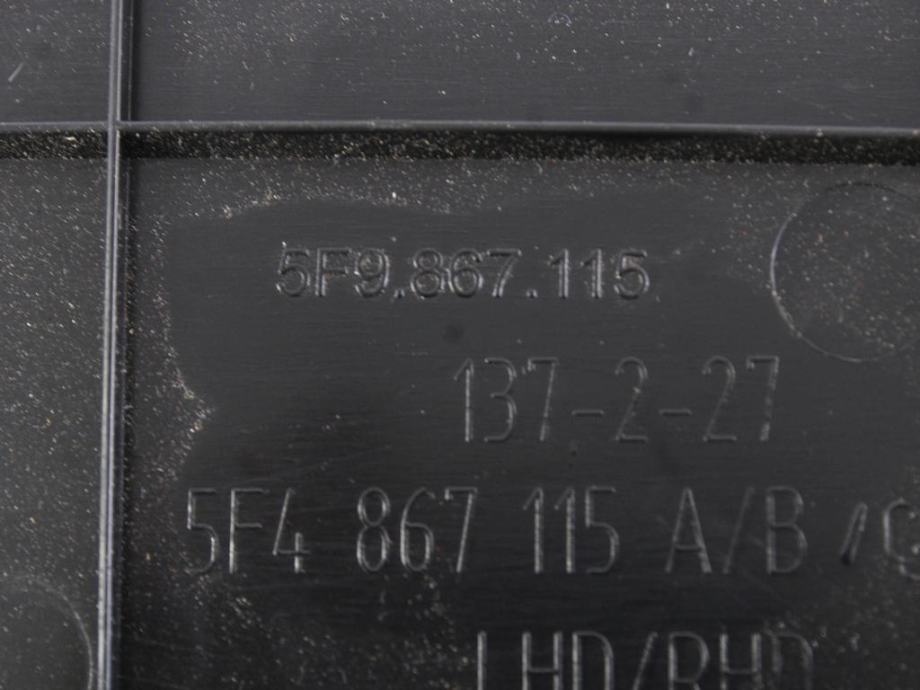 5F9.867.115
137-2-27
5F4 867 115 A/B /
LHD/RHD